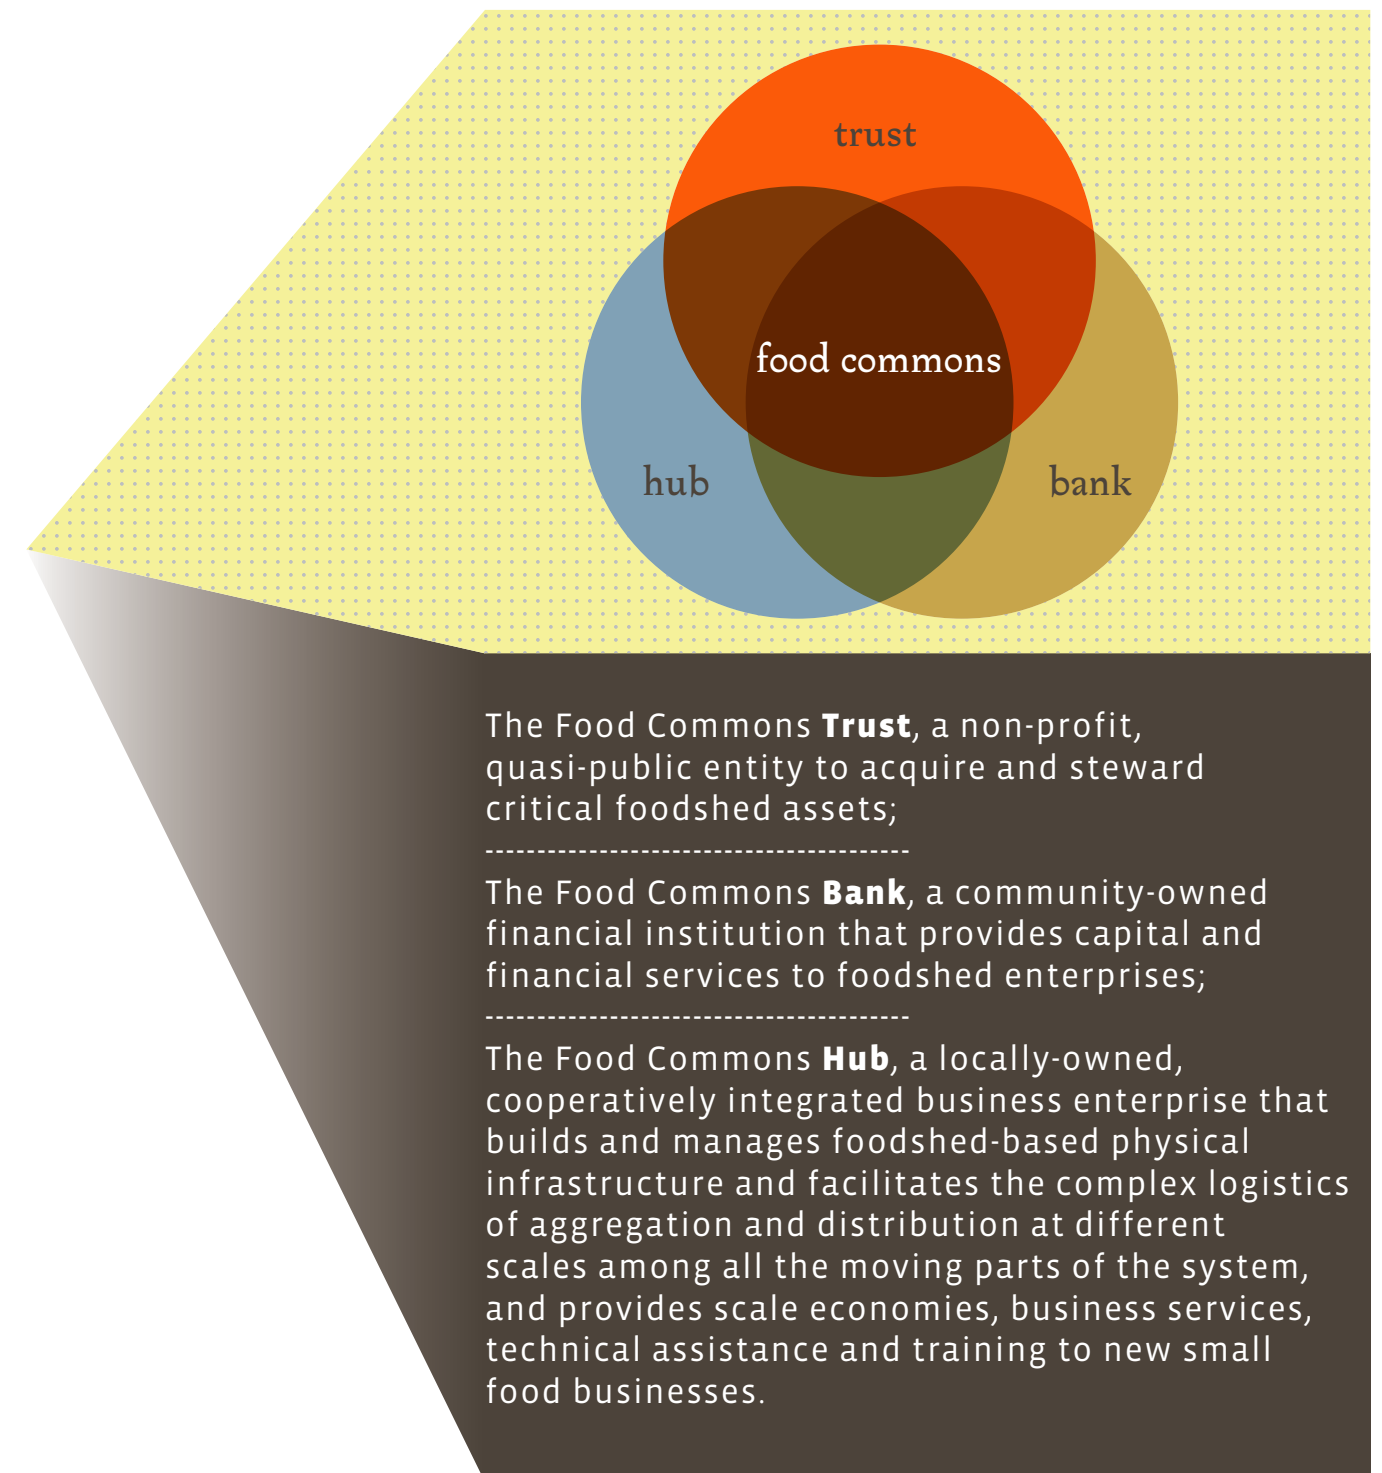 trust
food commons
hub
bank
The Food Commons Trust, a non-profit,
quasi-public entity to acquire and steward
critical foodshed assets;
-----------------------------------------
The Food Commons Bank, a community-owned
financial institution that provides capital and
financial services to foodshed enterprises;
-----------------------------------------
The Food Commons Hub, a locally-owned,
cooperatively integrated business enterprise that
builds and manages foodshed-based physical
infrastructure and facilitates the complex logistics
of aggregation and distribution at different
scales among all the moving parts of the system,
and provides scale economies, business services,
technical assistance and training to new small
food businesses.